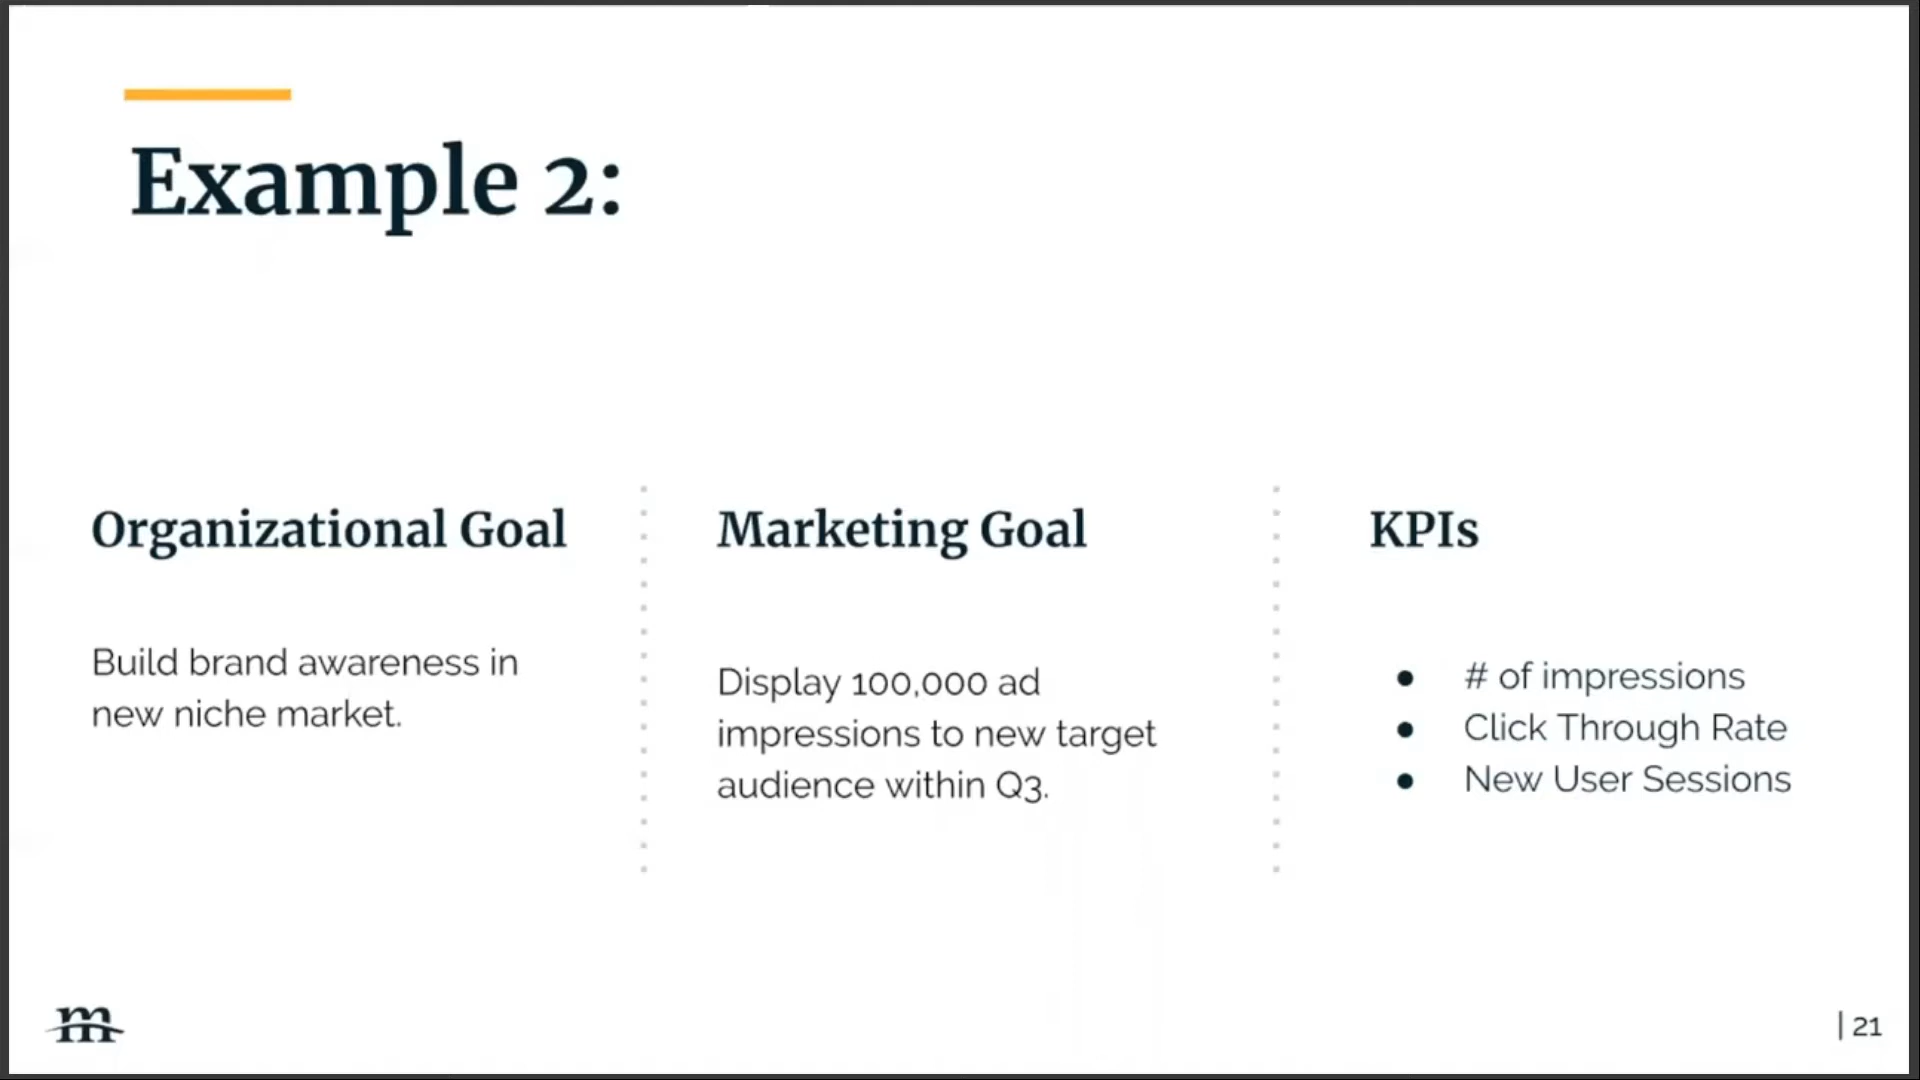 Example 2:
Organizational Goal
Build brand awareness in
new niche market.
Marketing Goal
Display 100,000 ad
impressions to new target
audience within Q3.
KPIs
● # of impressions
● Click Through Rate
● New User Sessions
m
| 21